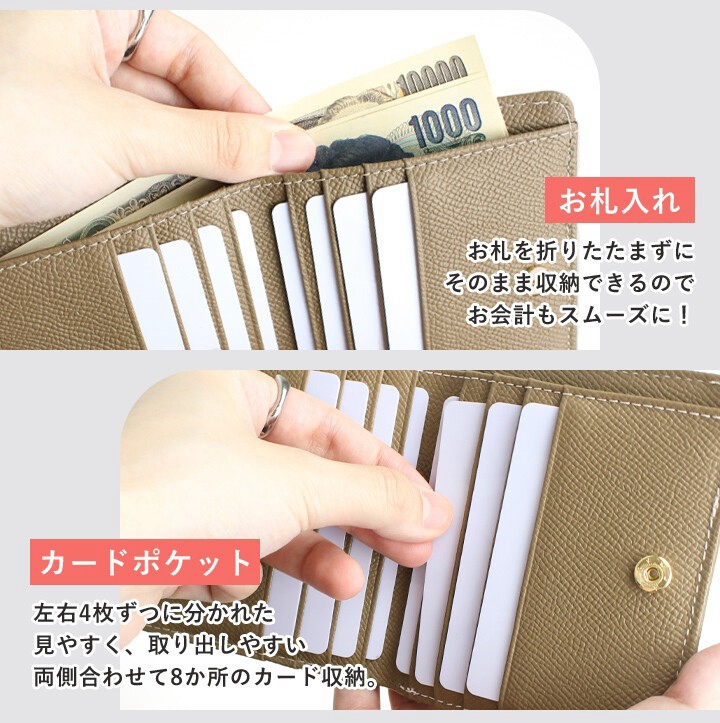 10000
1000
お札入れ
お札を折りたたまずに
そのまま収納できるので
お会計もスムーズに!
カードポケット
左右4枚ずつに分かれた
見やすく、取り出しやすい
両側合わせて8か所のカード収納。